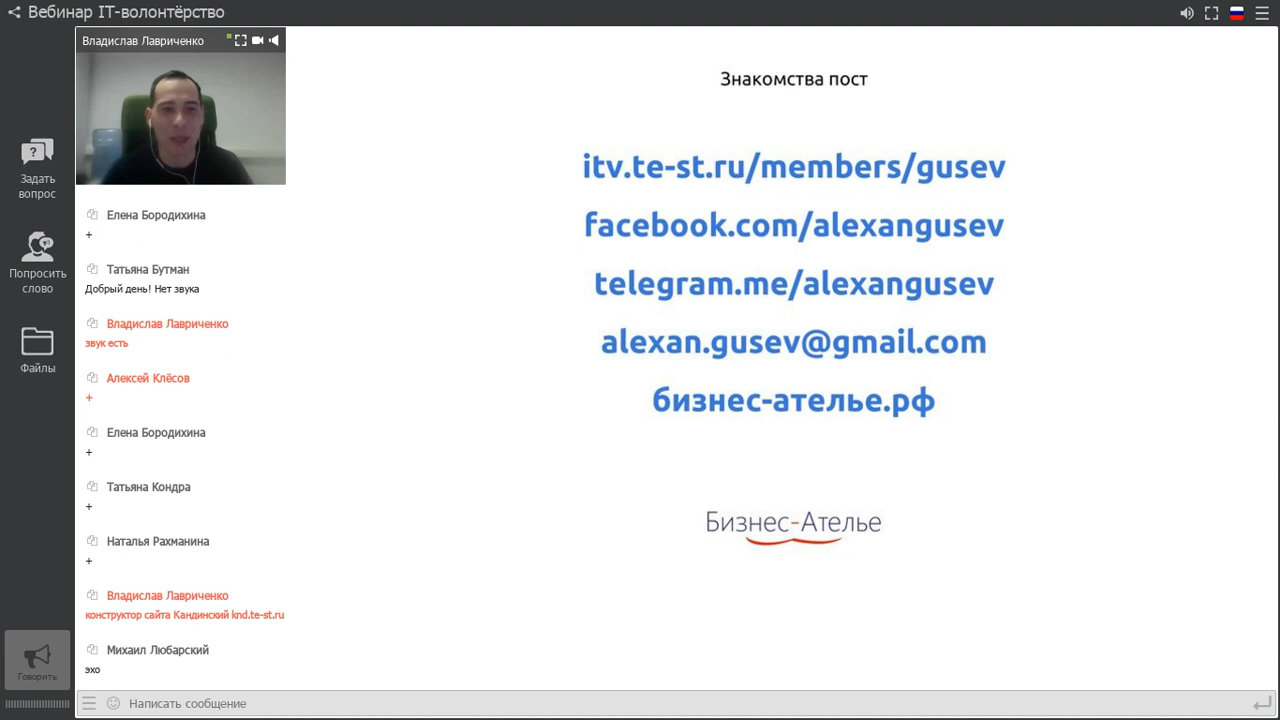 Вебинар IT-волонтёрство
Владислав Лавриченко
Задать
вопрос
Попросить
слово
Файлы
Говорить
Елена Бородихина
+
Татьяна Бутман
Добрый день! Нет звука
Владислав Лавриченко
звук есть
Алексей Клёсов
+
Елена Бородихина
+
Татьяна Кондра
+
Наталья Рахманина
+
Владислав Лавриченко
конструктор сайта Кандинский knd.te-st.ru
Михаил Любарский
эхо
Написать сообщение
Знакомства пост
itv.te-st.ru/members/gusev
facebook.com/alexangusev
telegram.me/alexangusev
alexan.gusev@gmail.com
бизнес-ателье.рф
Бизнес-Ателье